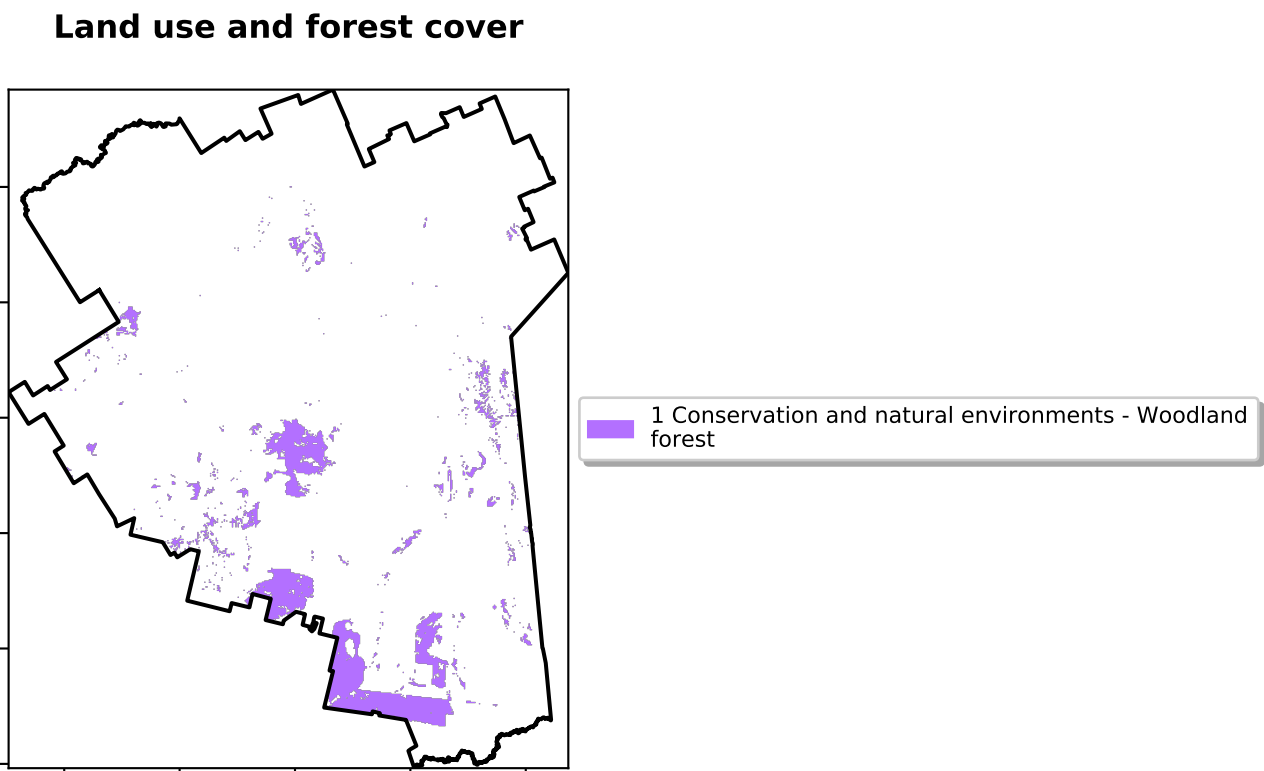 Land use and forest cover
1 Conservation and natural environments - Woodland
forest